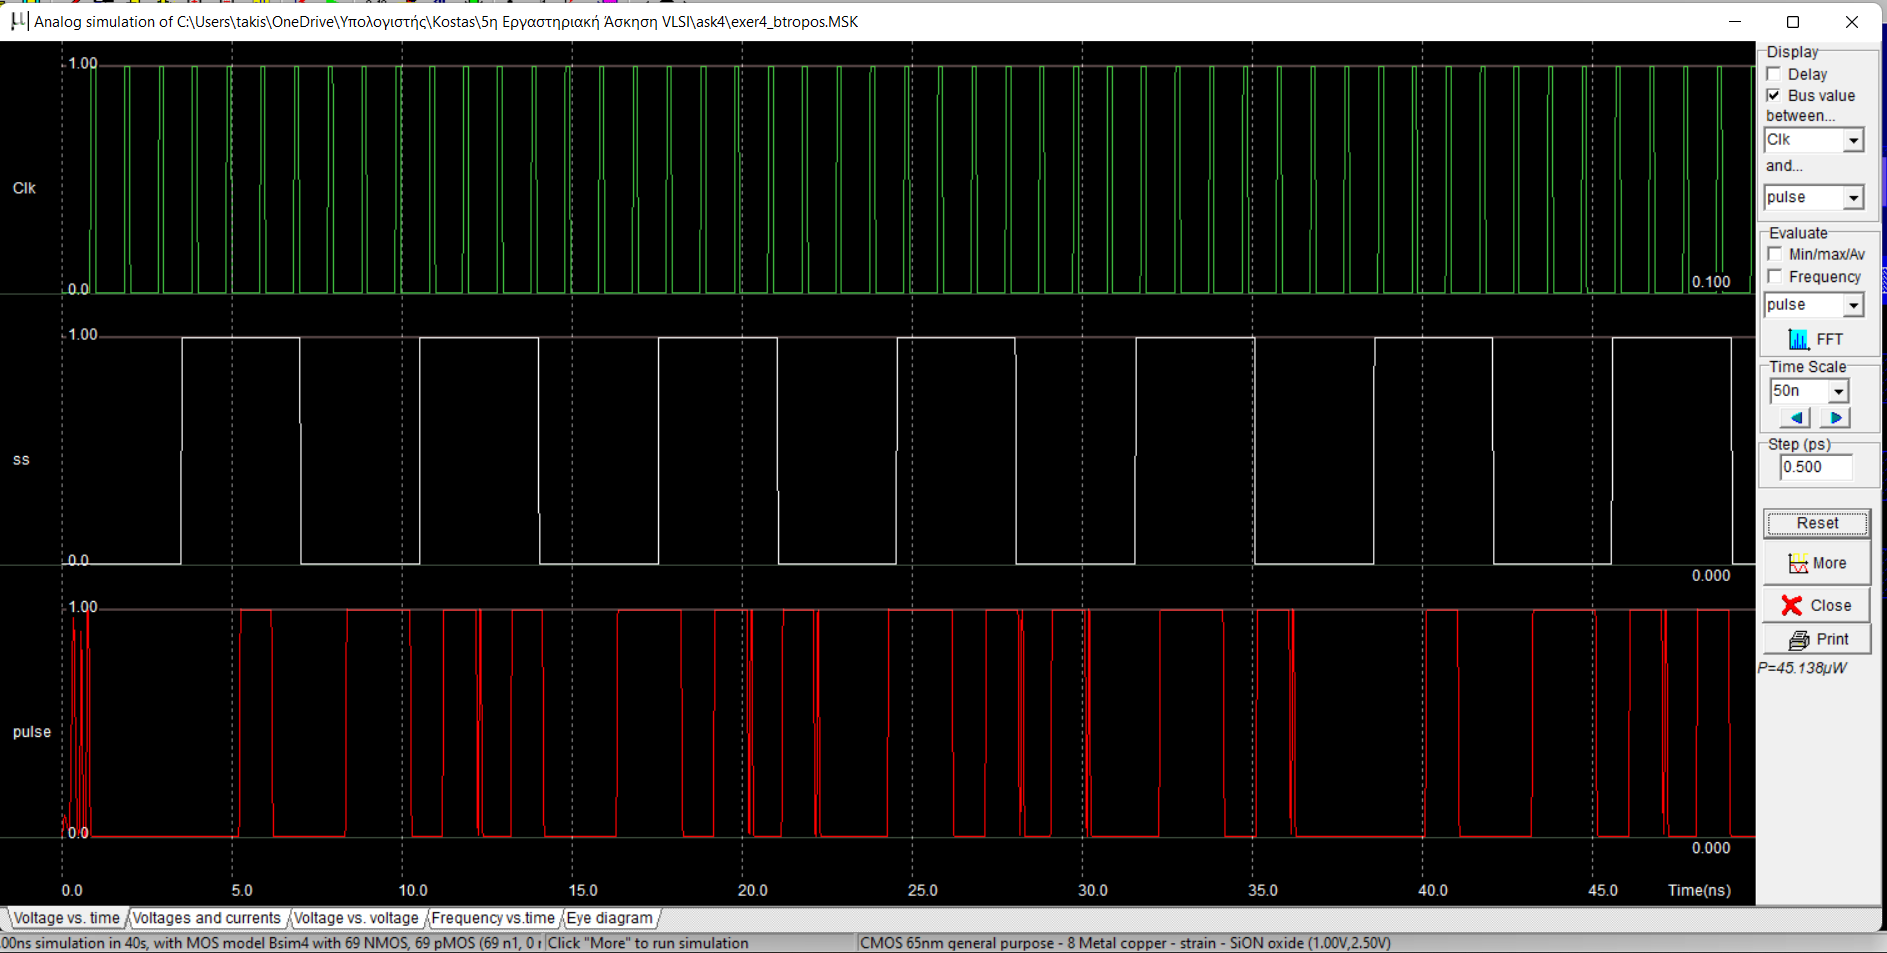 Analog simulation of C:\Users\takis\OneDrive\Υπολογιστής\Kostas\5η Εργαστηριακή Άσκηση VLSI\ask4\exer4_btropos.MSK
1.00
Clk
0.0
0.100
1.00
ss
0.0
0.000
1.00
pulse
0.0
0.000
0.0 5.0 10.0 15.0 20.0 25.0 30.0 35.0 40.0 45.0 Time(ns)
Display
Delay
Bus value
between...
Clk
and...
pulse
Evaluate
Min/max/Av
Frequency
pulse
FFT
Time Scale
50n
Step (ps)
0.500
Reset
More
Close
Print
P=45.138µW
Voltage vs. time Voltages and currents Voltage vs. voltage Frequency vs.time Eye diagram
.00ns simulation in 40s, with MOS model Bsim4 with 69 NMOS, 69 pMOS (69 n1, 0 Click "More" to run simulation CMOS 65nm general purpose - 8 Metal copper - strain - SiON oxide (1.00V,2.50V)